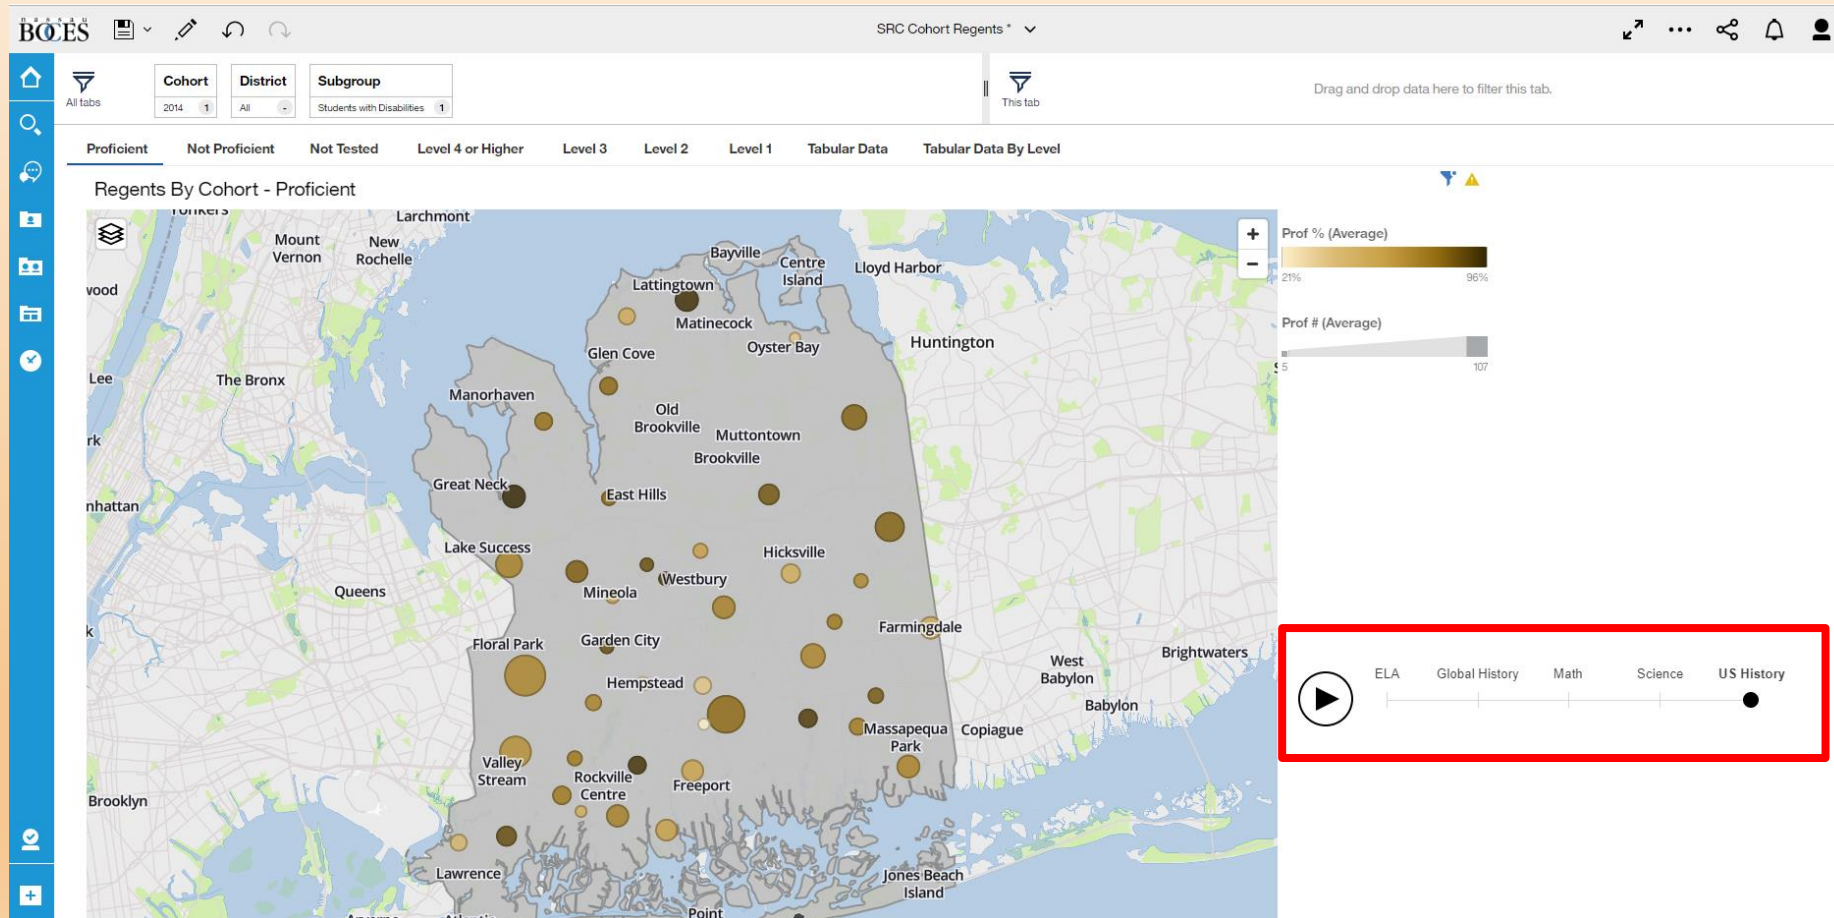 nassau
BOCES
SRC Cohort Regents *
All tabs
Cohort
2014 1
District
All -
Subgroup
Students with Disabilities 1
This tab
Drag and drop data here to filter this tab.
Proficient Not Proficient Not Tested Level 4 or Higher Level 3 Level 2 Level 1 Tabular Data Tabular Data By Level
Regents By Cohort - Proficient
Yonkers
Larchmont
Mount
Vernon
New
Rochelle
Bayville
Centre
Island
Lloyd Harbor
Lattingtown
wood
Matinecock
Glen Cove
Oyster Bay
Huntington
Lee
The Bronx
Manorhaven
Old
Brookville
Muttontown
Brookville
rk
Great Neck
East Hills
nhattan
Lake Success
Hicksville
Westbury
Queens
Mineola
Farmingdale
k
Floral Park
Garden City
West
Babylon
Brightwaters
Hempstead
Babylon
Massapequa
Park
Copiague
Valley
Stream
Rockville
Centre
Freeport
Brooklyn
Lawrence
Jones Beach
Island
Point
+
-
Prof % (Average)
21% 96%
Prof # (Average)
5 107
ELA Global History Math Science US History